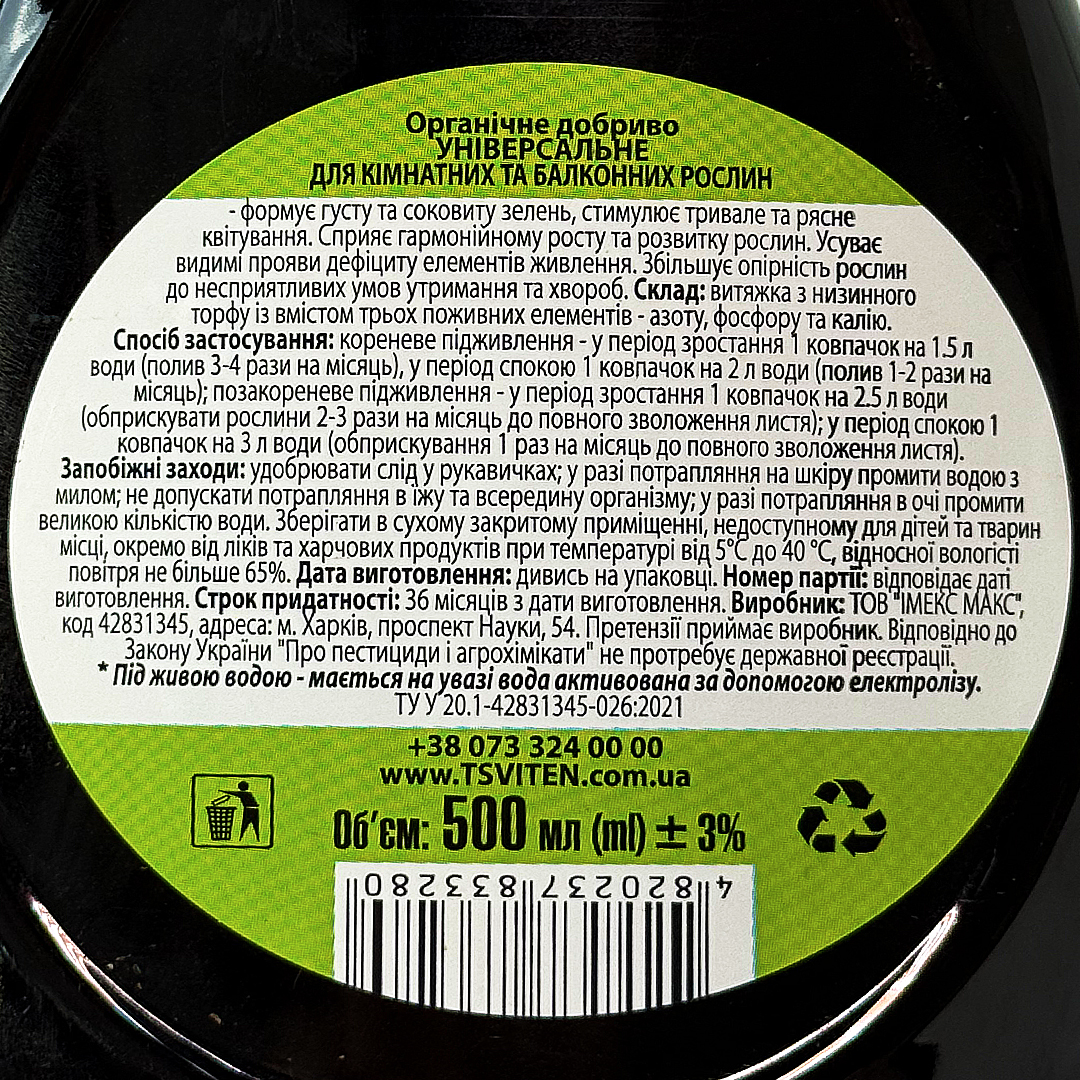 Органічне добриво
УНІВЕРСАЛЬНЕ
ДЛЯ КІМНАТНИХ ТА БАЛКОННИХ РОСЛИН
- формує густу та соковиту зелень, стимулює тривале та рясне
квітування. Сприяє гармонійному росту та розвитку рослин. Усуває
видимі прояви дефіциту елементів живлення. Збільшує опірність рослин
до несприятливих умов утримання та хвороб. Склад: витяжка з низинного
торфу із вмістом трьох поживних елементів - азоту, фосфору та калію.
Спосіб застосування: кореневе підживлення - у період зростання 1 ковпачок на 1.5 л
води (полив 3-4 рази на місяць), у період спокою 1 ковпачок на 2 л води (полив 1-2 рази на
місяць); позакореневе підживлення - у період зростання 1 ковпачок на 2.5 л води
(обприскувати рослини 2-3 рази на місяць до повного зволоження листя); у період спокою 1
ковпачок на 3 л води (обприскування 1 раз на місяць до повного зволоження листя).
Запобіжні заходи: удобрювати слід у рукавичках; у разі потрапляння на шкіру промити водою з
милом; не допускати потрапляння в їжу та всередину організму; у разі потрапляння в очі промити
великою кількістю води. Зберігати в сухому закритому приміщенні, недоступному для дітей та тварин
місці, окремо від ліків та харчових продуктів при температурі від 5°C до 40 °C, відносної вологісті
повітря не більше 65%. Дата виготовлення: дивись на упаковці. Номер партії: відповідає даті
виготовлення. Строк придатності: 36 місяців з дати виготовлення. Виробник: ТОВ "ІМЕКС МАКС",
код 42831345, адреса: м. Харків, проспект Науки, 54. Претензії приймає виробник. Відповідно до
Закону України "Про пестициди і агрохімікати" не протребує державної реєстрації.
* Під живою водою - мається на увазі вода активована за допомогою електролізу.
ТУ У 20.1-42831345-026:2021
+38 073 324 00 00
www.TSVITEN.com.ua
Об'єм: 500 мл (ml) ± 3%
4 820237 833280